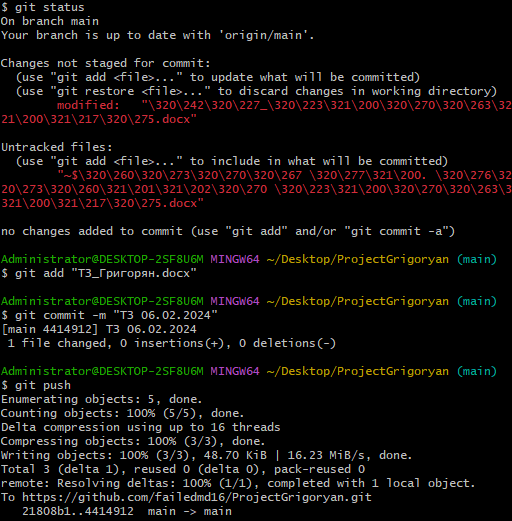 $ git status
On branch main
Your branch is up to date with 'origin/main'.
Changes not staged for commit:
(use "git add <file>..." to update what will be committed)
(use "git restore <file>..." to discard changes in working directory)
modified:   "\320\242\320\227_\320\223\321\200\320\270\320\263\32
21\200\321\217\320\275.docx"
Untracked files:
(use "git add <file>..." to include in what will be committed)
"~$\320\260\320\273\320\270\320\267 \320\277\321\200. \320\276\32
20\273\320\260\321\201\321\202\320\270 \320\223\321\200\320\270\320\263\3
321\200\321\217\320\275.docx"
no changes added to commit (use "git add" and/or "git commit -a")
Administrator@DESKTOP-2SF8U6M MINGW64 ~/Desktop/ProjectGrigoryan (main)
$ git add "ТЗ_Григорян.docx"
Administrator@DESKTOP-2SF8U6M MINGW64 ~/Desktop/ProjectGrigoryan (main)
$ git commit -m "ТЗ 06.02.2024"
[main 4414912] ТЗ 06.02.2024
1 file changed, 0 insertions(+), 0 deletions(-)
Administrator@DESKTOP-2SF8U6M MINGW64 ~/Desktop/ProjectGrigoryan (main)
$ git push
Enumerating objects: 5, done.
Counting objects: 100% (5/5), done.
Delta compression using up to 16 threads
Compressing objects: 100% (3/3), done.
Writing objects: 100% (3/3), 48.70 KiB | 16.23 MiB/s, done.
Total 3 (delta 1), reused 0 (delta 0), pack-reused 0
remote: Resolving deltas: 100% (1/1), completed with 1 local object.
To https://github.com/failedmd16/ProjectGrigoryan.git
21808b1..4414912  main -> main